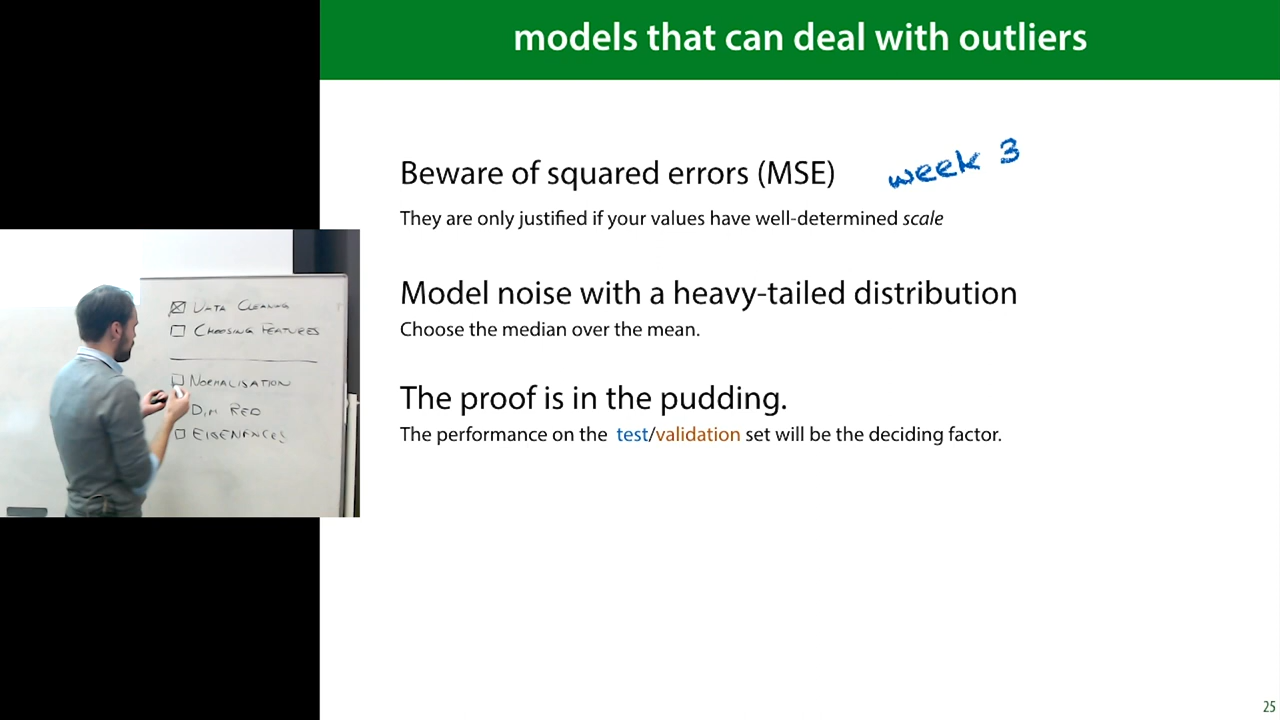 models that can deal with outliers
Beware of squared errors (MSE)
week 3
They are only justified if your values have well-determined scale
Model noise with a heavy-tailed distribution
Choose the median over the mean.
The proof is in the pudding.
The performance on the test/validation set will be the deciding factor.
DATA CLEANING
CHOOSING FEATURES
NORMALISATION
DIM RED
EIGENFACES
25